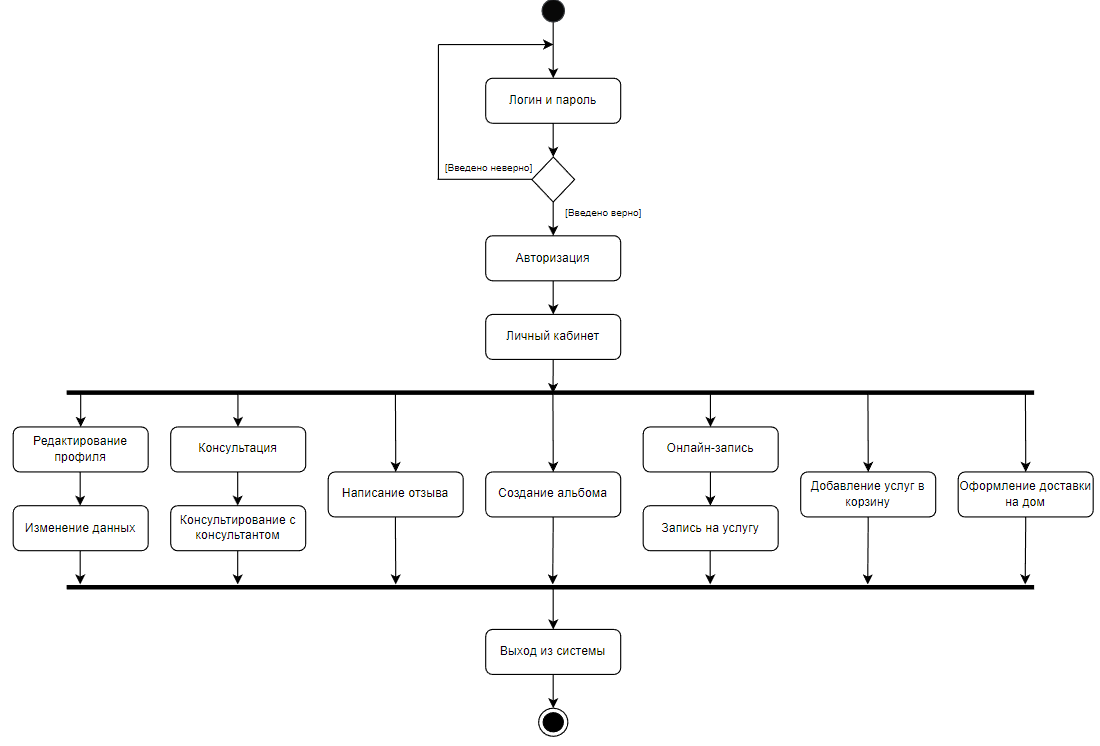 Логин и пароль
[Введено неверно]
[Введено верно]
Авторизация
Личный кабинет
Редактирование
профиля
Консультация
Онлайн-запись
Написание отзыва
Создание альбома
Добавление услуг в
корзину
Оформление доставки
на дом
Изменение данных
Консультирование с
консультантом
Запись на услугу
Выход из системы